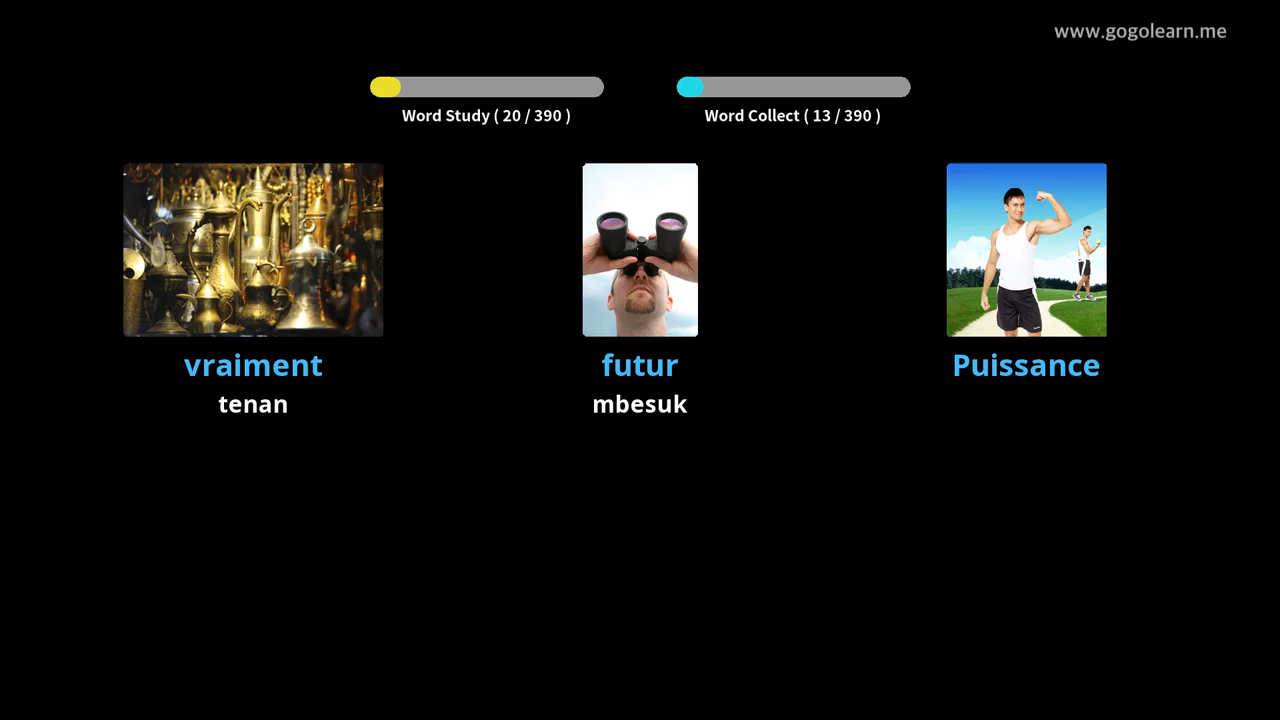 www.gogolearn.me
Word Study ( 20 / 390 )
Word Collect ( 13 / 390 )
vraiment
tenan
futur
mbesuk
Puissance